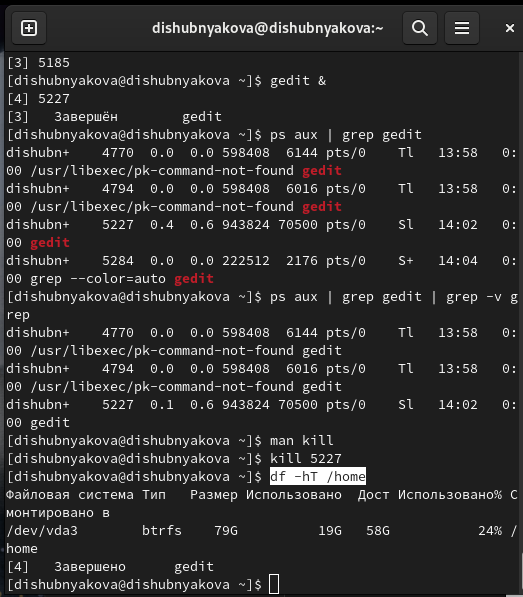 dishubnyakova@dishubnyakova:~
[3] 5185
[dishubnyakova@dishubnyakova ~]$ gedit &
[4] 5227
[3]   Завершён        gedit
[dishubnyakova@dishubnyakova ~]$ ps aux | grep gedit
dishubn+    4770  0.0  0.0 598408  6144 pts/0    Tl   13:58   0:
00 /usr/libexec/pk-command-not-found gedit
dishubn+    4794  0.0  0.0 598408  6016 pts/0    Tl   13:58   0:
00 /usr/libexec/pk-command-not-found gedit
dishubn+    5227  0.4  0.6 943824 70500 pts/0    Sl   14:02   0:
00 gedit
dishubn+    5284  0.0  0.0 222512  2176 pts/0    S+   14:04   0:
00 grep --color=auto gedit
[dishubnyakova@dishubnyakova ~]$ ps aux | grep gedit | grep -v g
rep
dishubn+    4770  0.0  0.0 598408  6144 pts/0    Tl   13:58   0:
00 /usr/libexec/pk-command-not-found gedit
dishubn+    4794  0.0  0.0 598408  6016 pts/0    Tl   13:58   0:
00 /usr/libexec/pk-command-not-found gedit
dishubn+    5227  0.1  0.6 943824 70500 pts/0    Sl   14:02   0:
00 gedit
[dishubnyakova@dishubnyakova ~]$ man kill
[dishubnyakova@dishubnyakova ~]$ kill 5227
[dishubnyakova@dishubnyakova ~]$ df -hT /home
Файловая система Тип   Размер Использовано  Дост Использовано% C
монтировано в
/dev/vda3        btrfs    79G          19G   58G           24% /
home
[4]   Завершено      gedit
[dishubnyakova@dishubnyakova ~]$